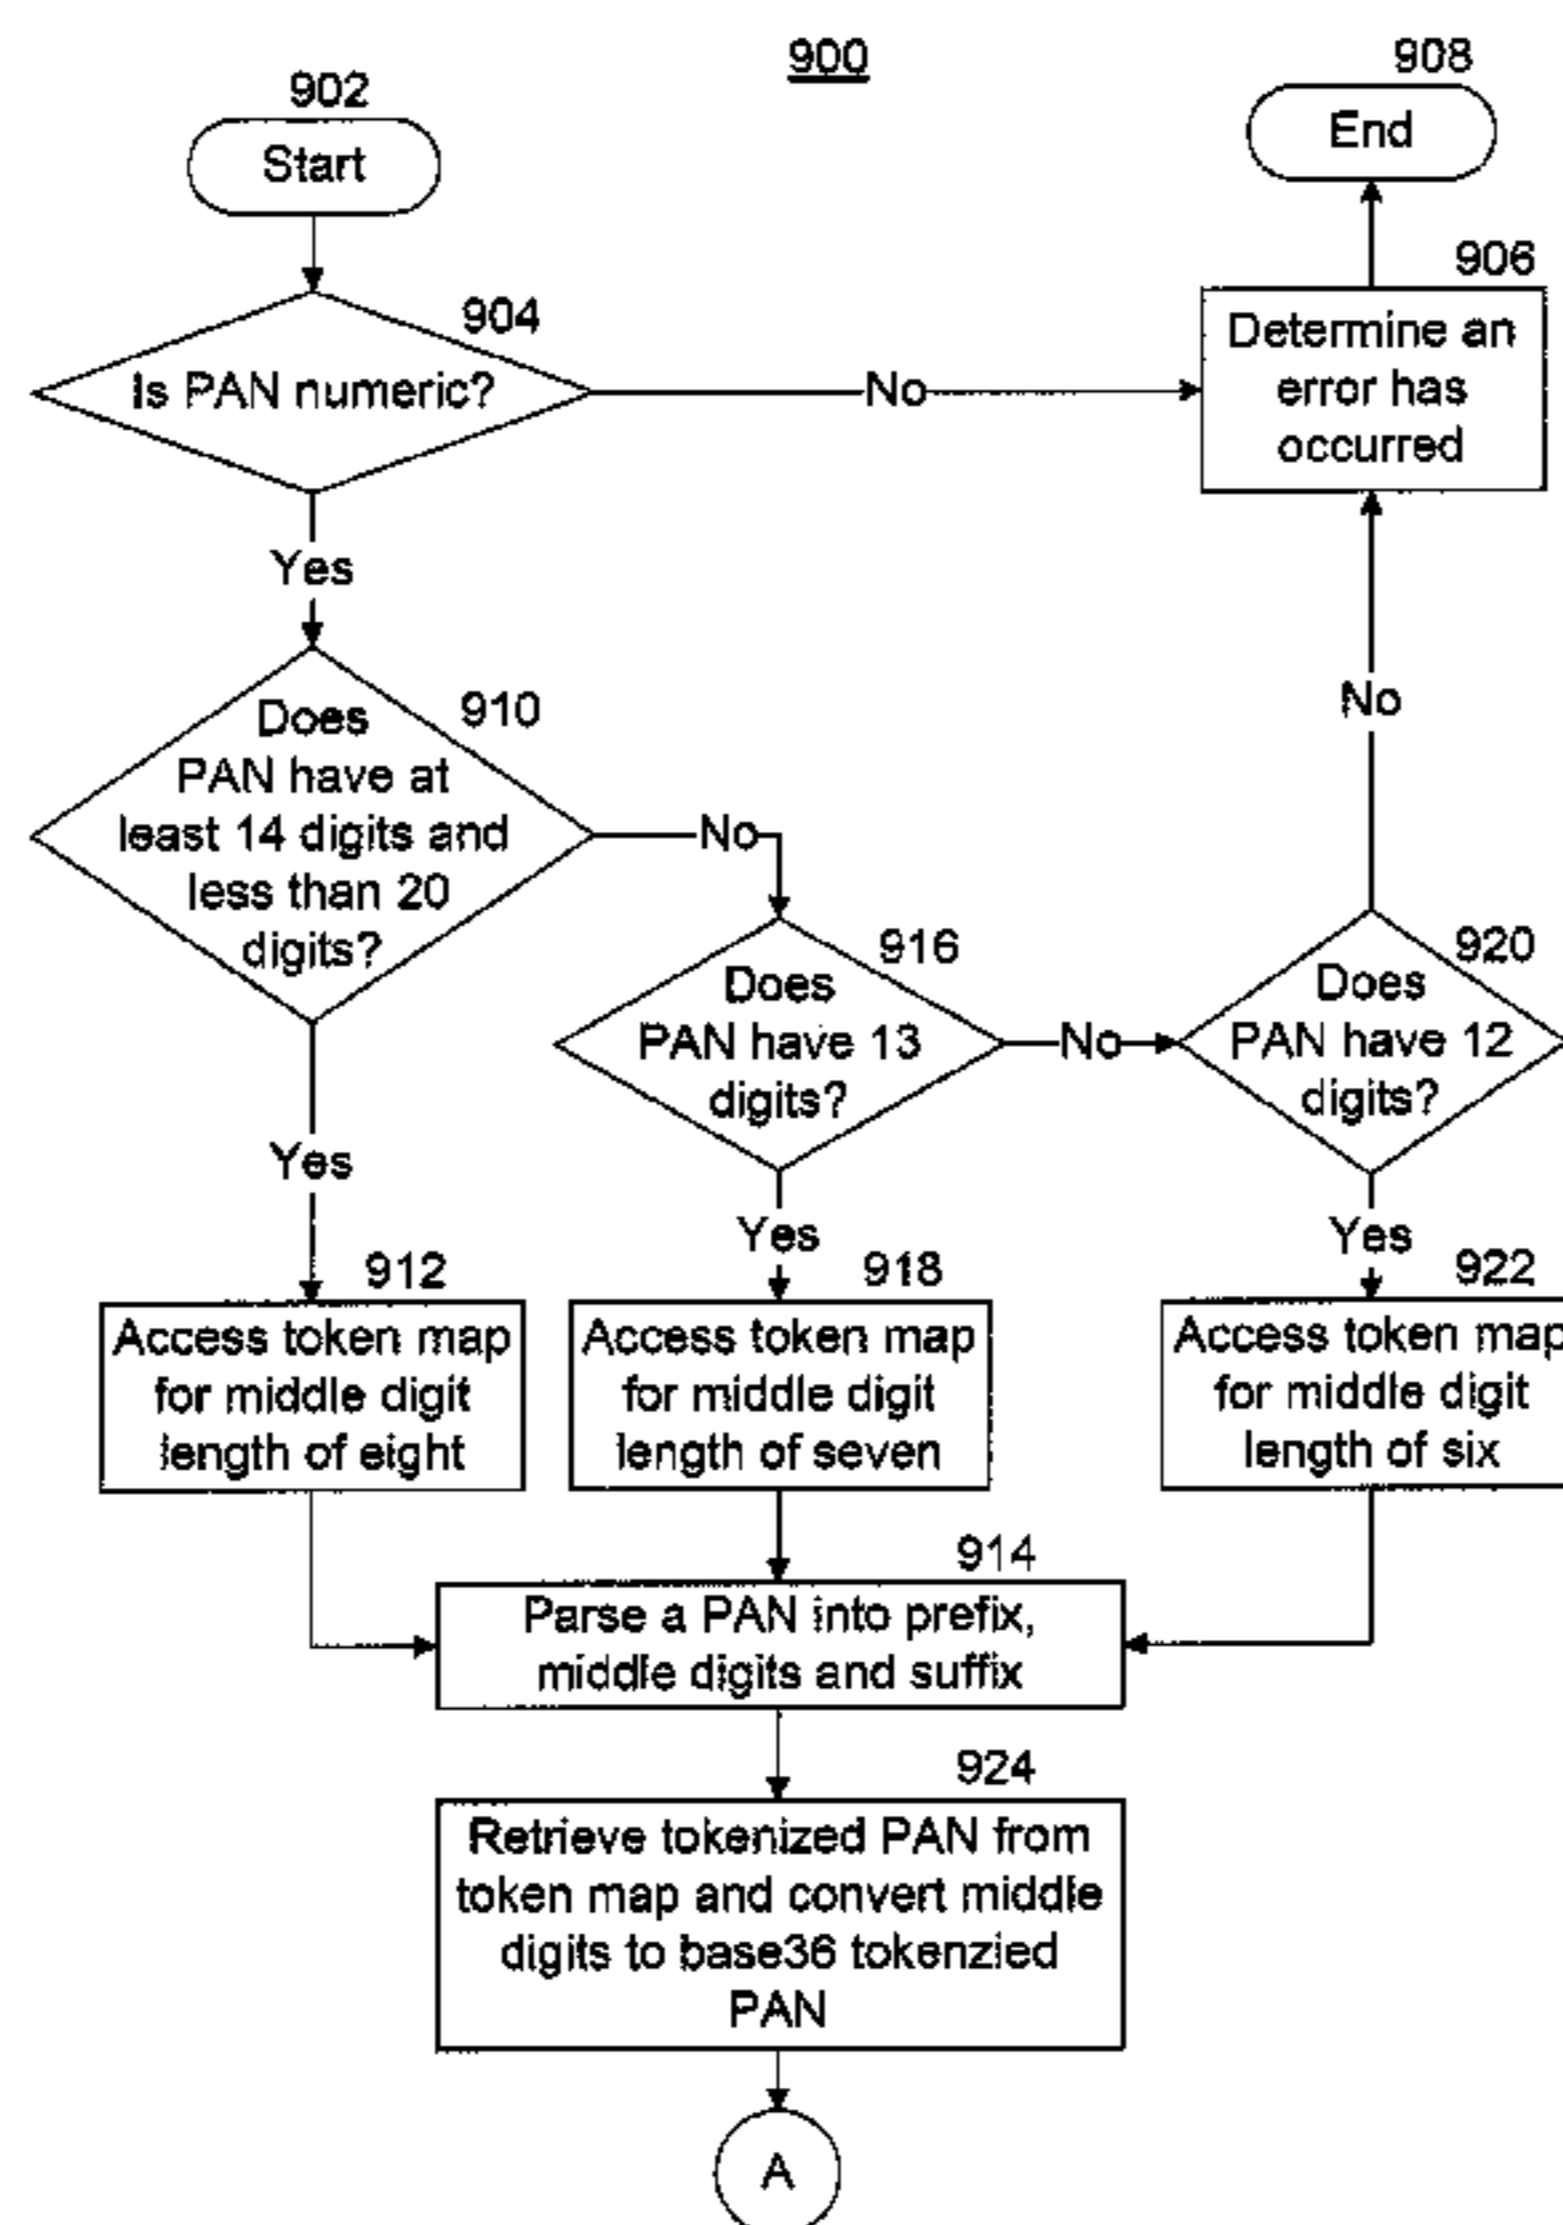 900
902
Start
908
End
904
Is PAN numeric?
No
906
Determine an
error has
occurred
Yes
910
Does
PAN have at
least 14 digits and
less than 20
digits?
No
No
916
Does
PAN have 13
digits?
No
920
Does
PAN have 12
digits?
Yes
Yes
Yes
912
Access token map
for middle digit
length of eight
918
Access token map
for middle digit
length of seven
922
Access token map
for middle digit
length of six
914
Parse a PAN into prefix,
middle digits and suffix
924
Retrieve tokenized PAN from
token map and convert middle
digits to base36 tokenzied
PAN
A